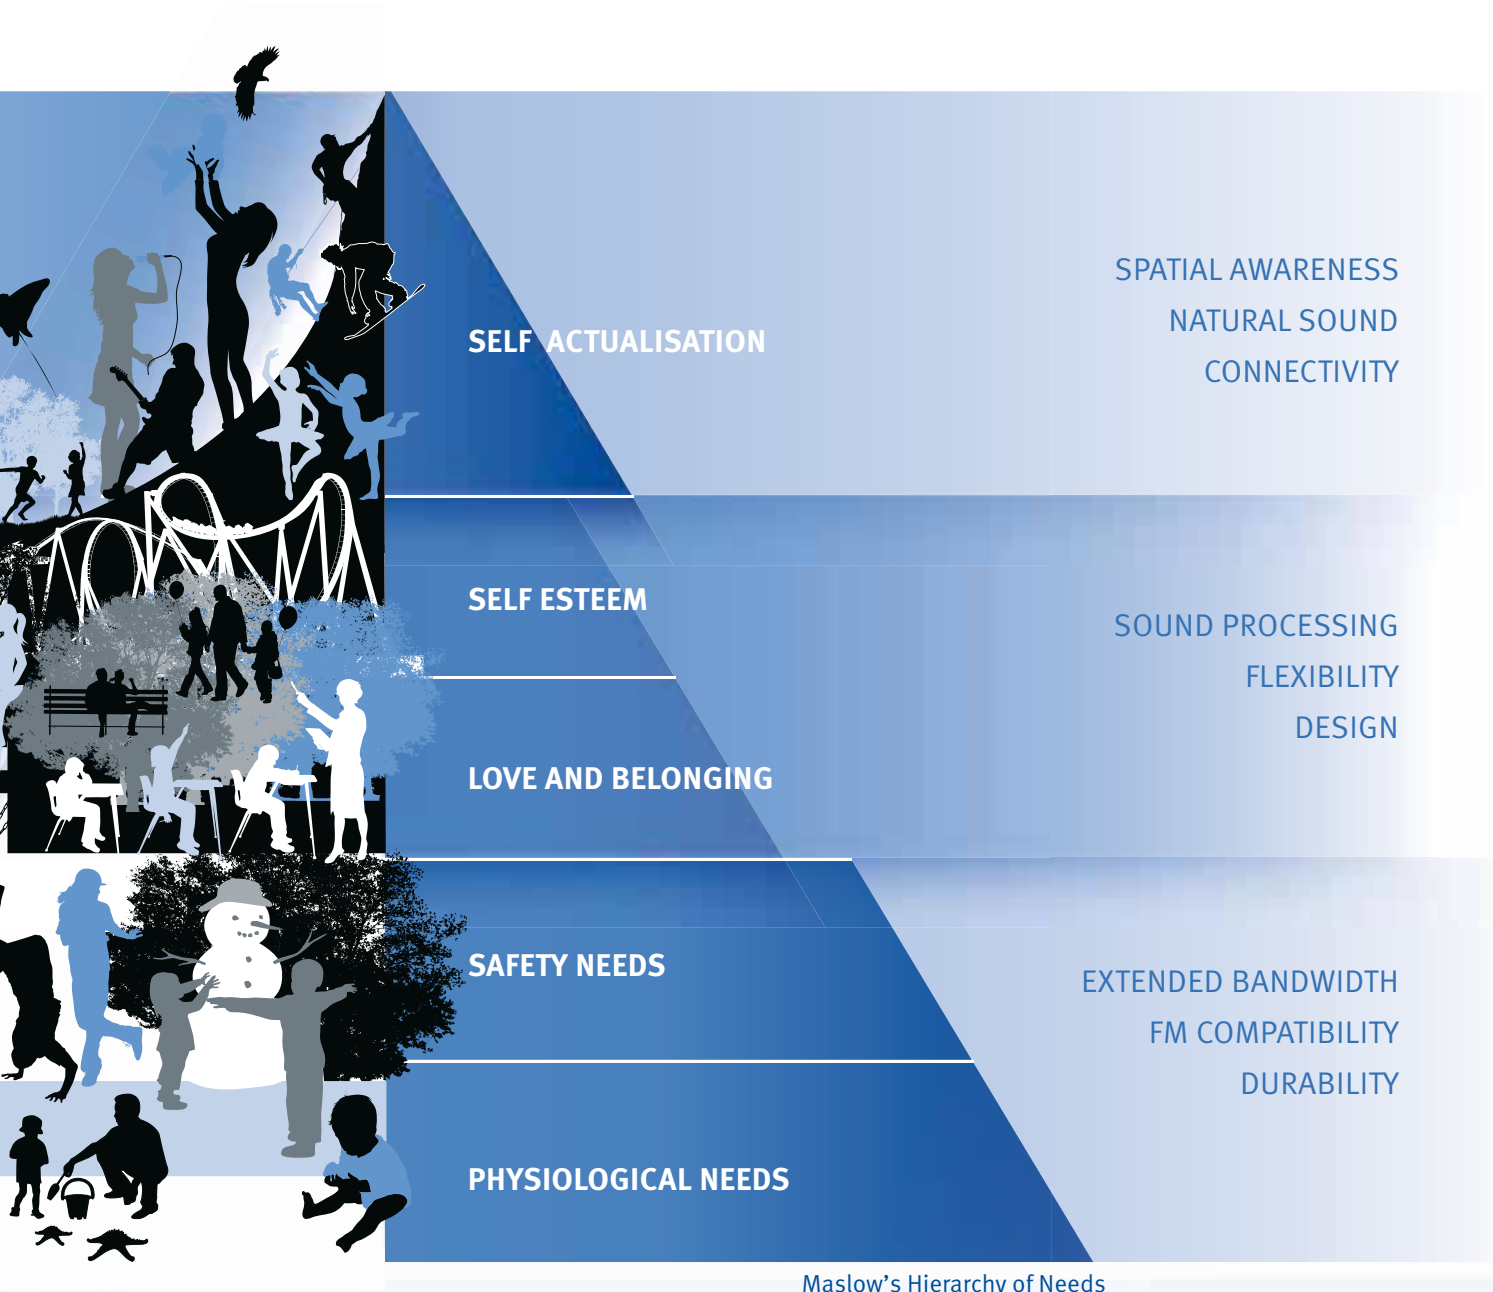 SELF ACTUALISATION
SPATIAL AWARENESS
NATURAL SOUND
CONNECTIVITY
SELF ESTEEM
LOVE AND BELONGING
SOUND PROCESSING
FLEXIBILITY
DESIGN
SAFETY NEEDS
PHYSIOLOGICAL NEEDS
EXTENDED BANDWIDTH
FM COMPATIBILITY
DURABILITY
Maslow's Hierarchy of Needs